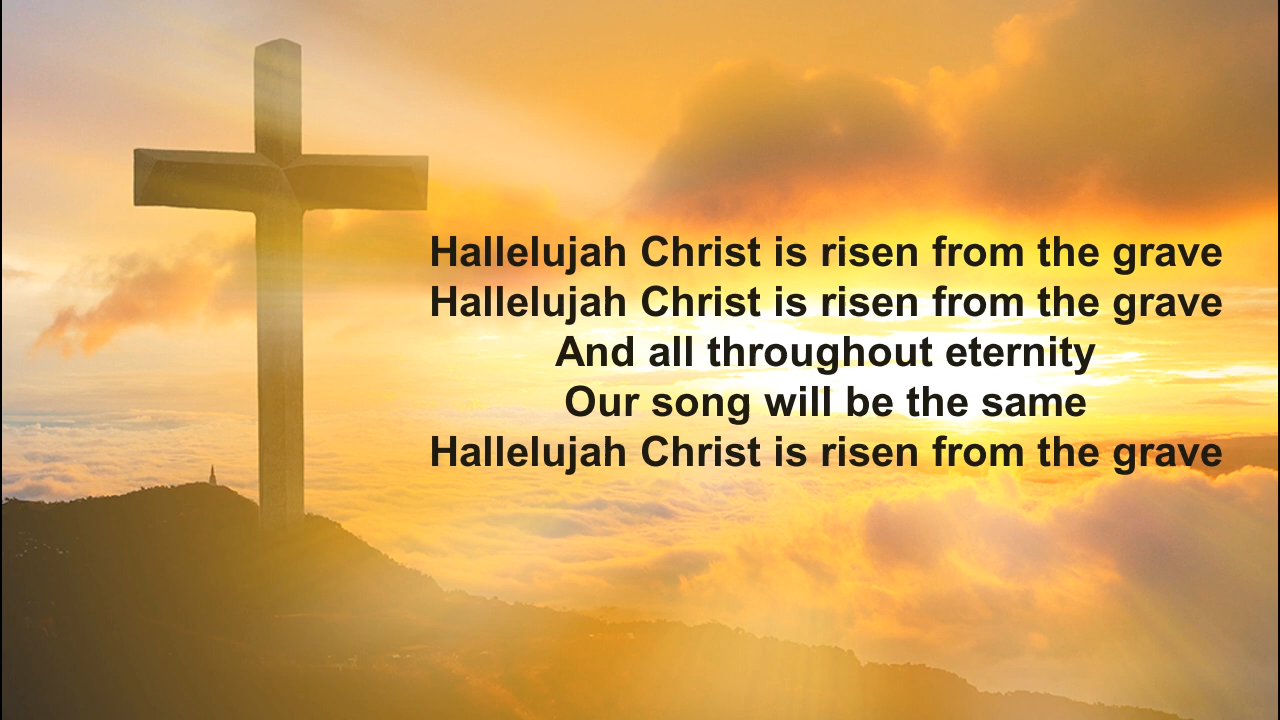 Hallelujah Christ is risen from the grave
Hallelujah Christ is risen from the grave
And all throughout eternity
Our song will be the same
Hallelujah Christ is risen from the grave